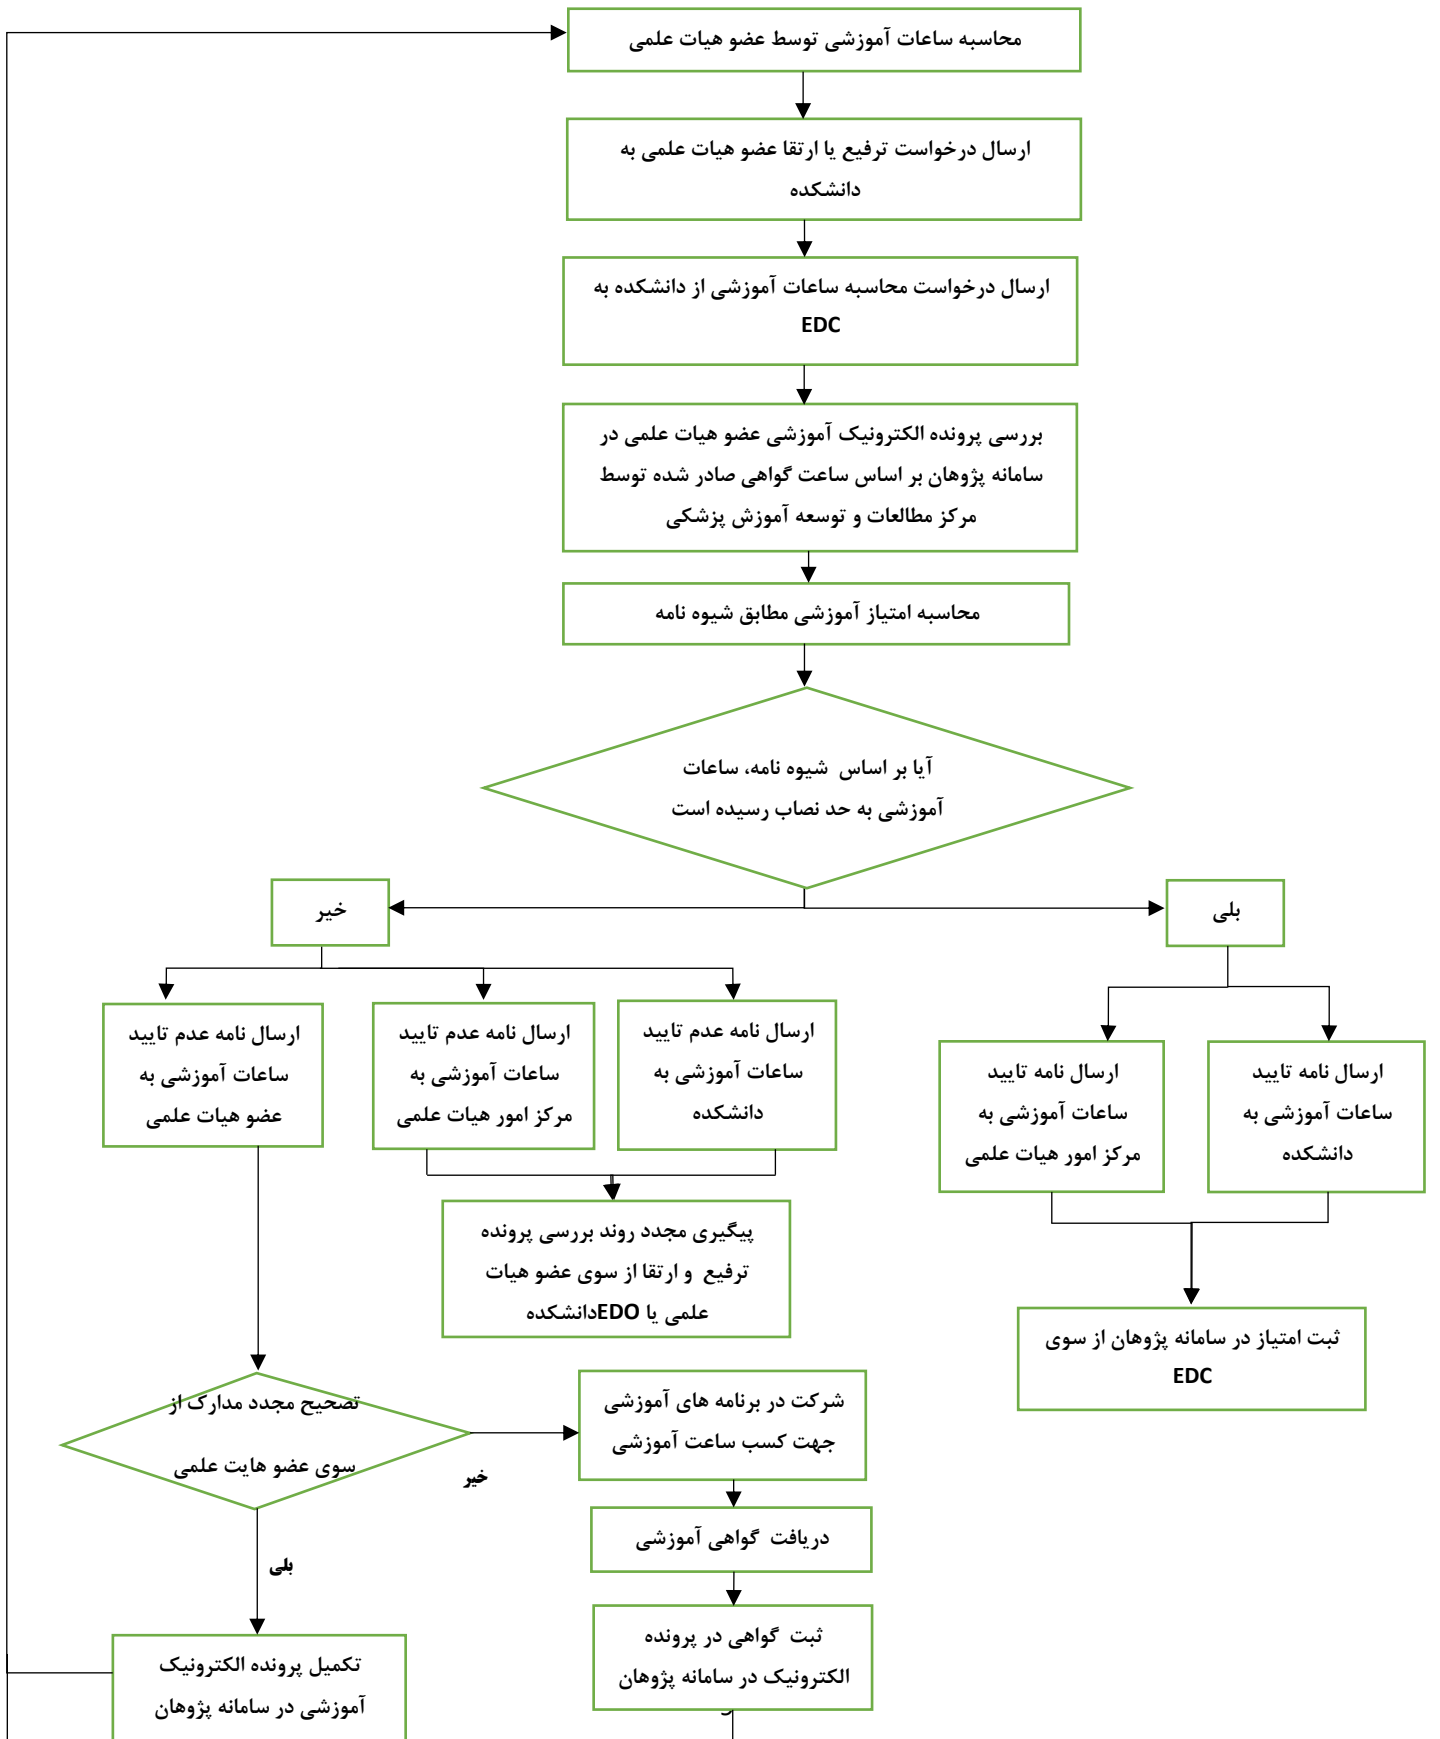 محاسبه ساعات آموزشی توسط عضو هیات علمی
ارسال درخواست ترفیع یا ارتقا عضو هیات علمی به
دانشکده
ارسال درخواست محاسبه ساعات آموزشی از دانشکده به
EDC
بررسی پرونده الکترونیک آموزشی عضو هیات علمی در
سامانه پژوهان بر اساس ساعت گواهی صادر شده توسط
مرکز مطالعات و توسعه آموزش پزشکی
محاسبه امتیاز آموزشی مطابق شیوه نامه
آیا بر اساس شیوه نامه، ساعات
آموزشی به حد نصاب رسیده است
بلی
خیر
ارسال نامه تایید
ساعات آموزشی به
دانشکده
ارسال نامه تایید
ساعات آموزشی به
مرکز امور هیات علمی
ثبت امتیاز در سامانه پژوهان از سوی
EDC
ارسال نامه عدم تایید
ساعات آموزشی به
دانشکده
ارسال نامه عدم تایید
ساعات آموزشی به
مرکز امور هیات علمی
ارسال نامه عدم تایید
ساعات آموزشی به
عضو هیات علمی
پیگیری مجدد روند بررسی پرونده
ترفیع و ارتقا از سوی عضو هیات
علمی یا EDOدانشکده
تصحیح مجدد مدارک از
سوی عضو هایت علمی
خیر
بلی
شرکت در برنامه های آموزشی
جهت کسب ساعت آموزشی
دریافت گواهی آموزشی
ثبت گواهی در پرونده
الکترونیک در سامانه پژوهان
تکمیل پرونده الکترونیک
آموزشی در سامانه پژوهان